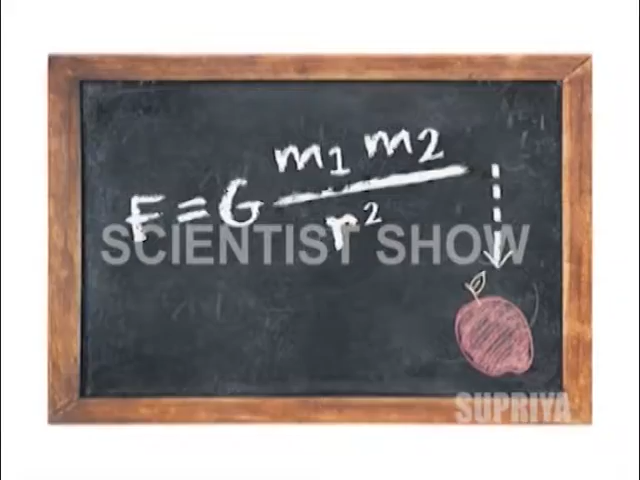 F = G m₁ m₂ / r²
SCIENTIST SHOW
SUPRIYA